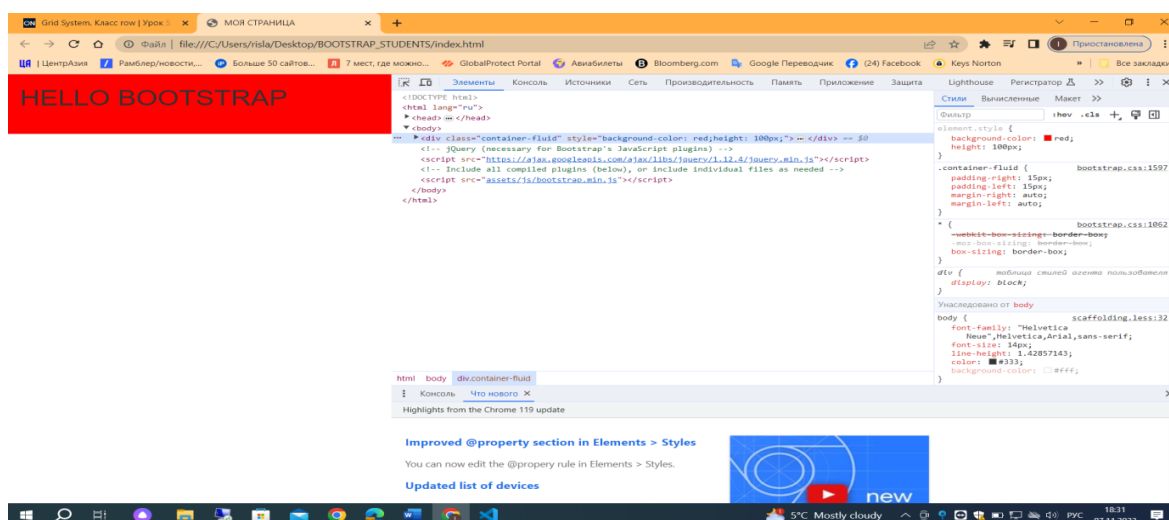 Grid System. Класс row | Урок 5
МОЯ СТРАНИЦА
Файл | file:///C:/Users/risla/Desktop/BOOTSTRAP_STUDENTS/index.html
Приостановлена
| ЦентрАзия Рамблер/новости,... Больше 50 сайтов... 7 мест, где можно... GlobalProtect Portal Авиабилеты Bloomberg.com Google Переводчик (24) Facebook Keys Norton » Все закладки
HELLO BOOTSTRAP
Элементы Консоль Источники Сеть Производительность Память Приложение Защита Lighthouse Регистратор
<!DOCTYPE html>
<html lang="ru">
<head> </head>
<body>
<div class="container-fluid" style="background-color: red;height: 100px;"> </div> == $0
<!-- jQuery (necessary for Bootstrap's JavaScript plugins) -->
<script src="https://ajax.googleapis.com/ajax/libs/jquery/1.12.4/jquery.min.js"></script>
<!-- Include all compiled plugins (below), or include individual files as needed -->
<script src="assets/js/bootstrap.min.js"></script>
</body>
</html>
html body div.container-fluid
Стили Вычисленные Макет
Фильтр :hov .cls
element.style {
background-color: red;
height: 100px;
}
.container-fluid { bootstrap.css:1597
padding-right: 15px;
padding-left: 15px;
margin-right: auto;
margin-left: auto;
}
* { bootstrap.css:1062
-webkit-box-sizing: border-box;
-moz-box-sizing: border-box;
box-sizing: border-box;
}
div { таблица стилей агента пользователя
display: block;
}
Унаследовано от body
body { scaffolding.less:32
font-family: "Helvetica
Neue",Helvetica,Arial,sans-serif;
font-size: 14px;
line-height: 1.42857143;
color: #333;
background-color: #fff;
}
Консоль Что нового
Highlights from the Chrome 119 update
Improved @property section in Elements > Styles
You can now edit the @propery rule in Elements > Styles.
Updated list of devices
new
5°C Mostly cloudy
РУС
18:31
07.11.2023